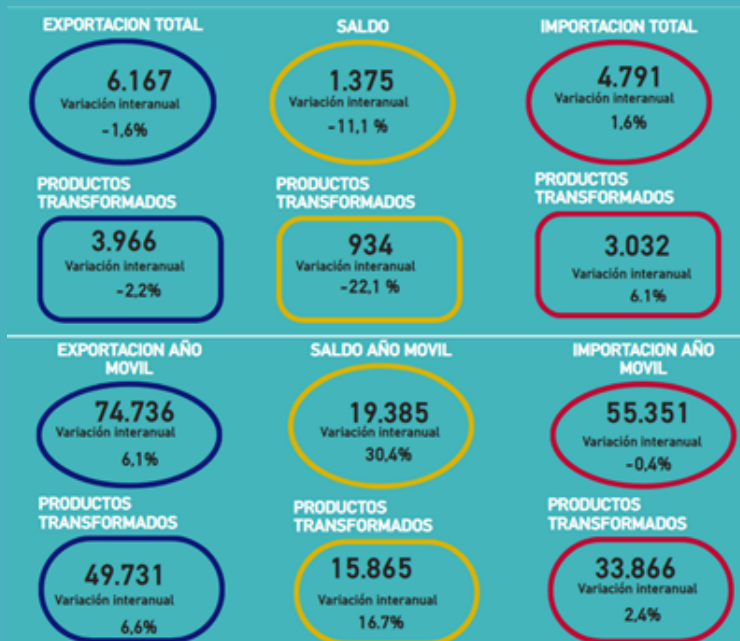 EXPORTACION TOTAL
6.167
Variación interanual
-1,6%
SALDO
1.375
Variación interanual
-11,1 %
IMPORTACION TOTAL
4.791
Variación interanual
1,6%
PRODUCTOS
TRANSFORMADOS
3.966
Variación interanual
-2,2%
PRODUCTOS
TRANSFORMADOS
934
Variación interanual
-22,1 %
PRODUCTOS
TRANSFORMADOS
3.032
Variación interanual
6.1%
EXPORTACION AÑO
MOVIL
74.736
Variación interanual
6,1%
SALDO AÑO MOVIL
19.385
Variación interanual
30,4%
IMPORTACION AÑO
MOVIL
55.351
Variación interanual
-0,4%
PRODUCTOS
TRANSFORMADOS
49.731
Variación interanual
6,6%
PRODUCTOS
TRANSFORMADOS
15.865
Variación interanual
16.7%
PRODUCTOS
TRANSFORMADOS
33.866
Variación interanual
2,4%